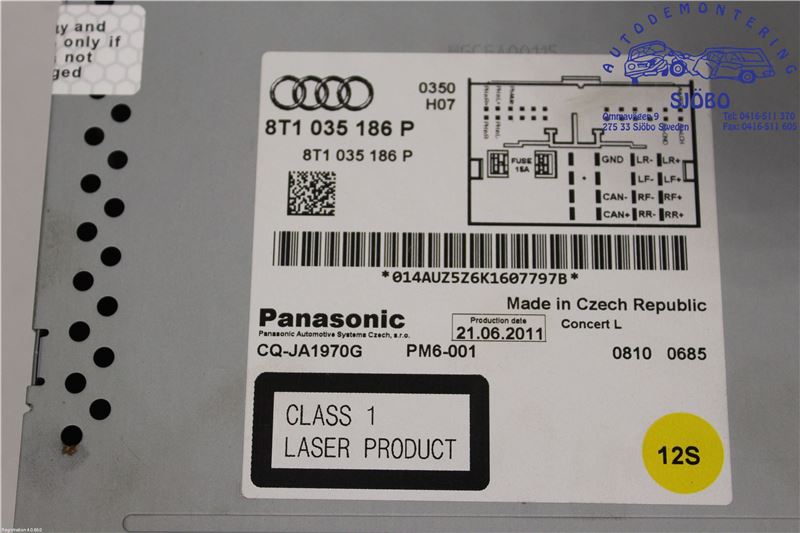 ay and
only if
not
ged
AUTODEMONTERING
SJÖBO
Ommavägen 9
275 33 Sjöbo Sweden
Tel: 0416-511 370
Fax: 0416-511 605
0350
H07
8T1 035 186 P
8T1 035 186 P
FUSE
15A
GND LR- LR+
LF- LF+
CAN- RF- RF+
CAN+ RR- RR+
*014AUZ5Z6K1607797B*
Made in Czech Republic
Panasonic
Panasonic Automotive Systems Czech, s.r.o.
Production date
21.06.2011
Concert L
CQ-JA1970G PM6-001 0810 0685
CLASS 1
LASER PRODUCT
12S